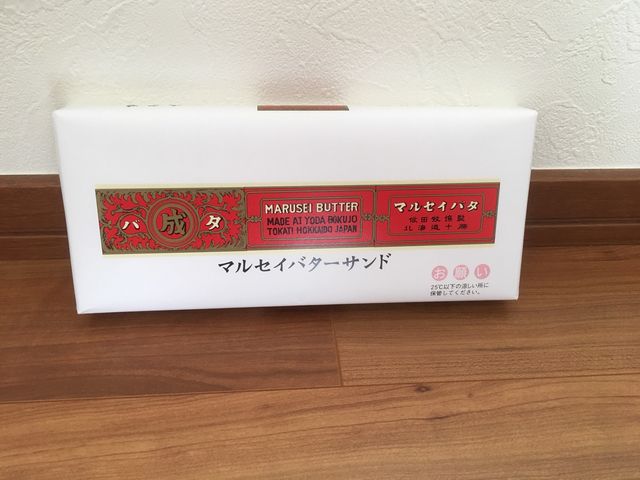 バ 成 タ
MARUSEI BUTTER
MADE AT YODA BOKUJO
TOKATI HOKKAIDO JAPAN
マルセイバタ
依田牧場製
北海道十勝
マルセイバターサンド
お願い
25℃以下の涼しい所に
保管してください。